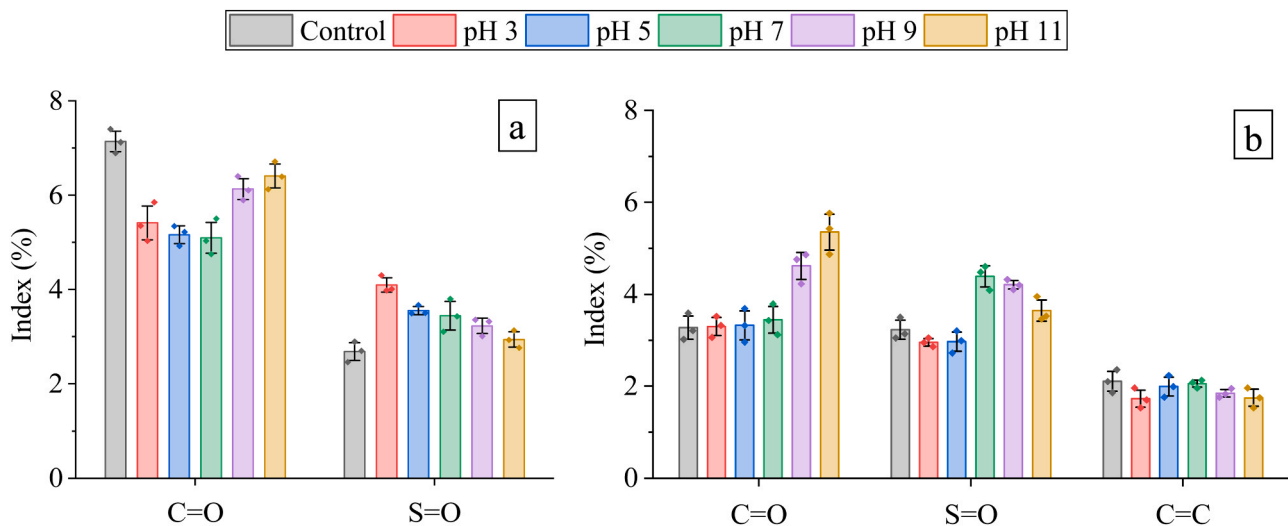 Control pH 3 pH 5 pH 7 pH 9 pH 11
a
Index (%)
8
6
4
2
0
C=O S=O
b
Index (%)
8
6
4
2
0
C=O S=O C=C